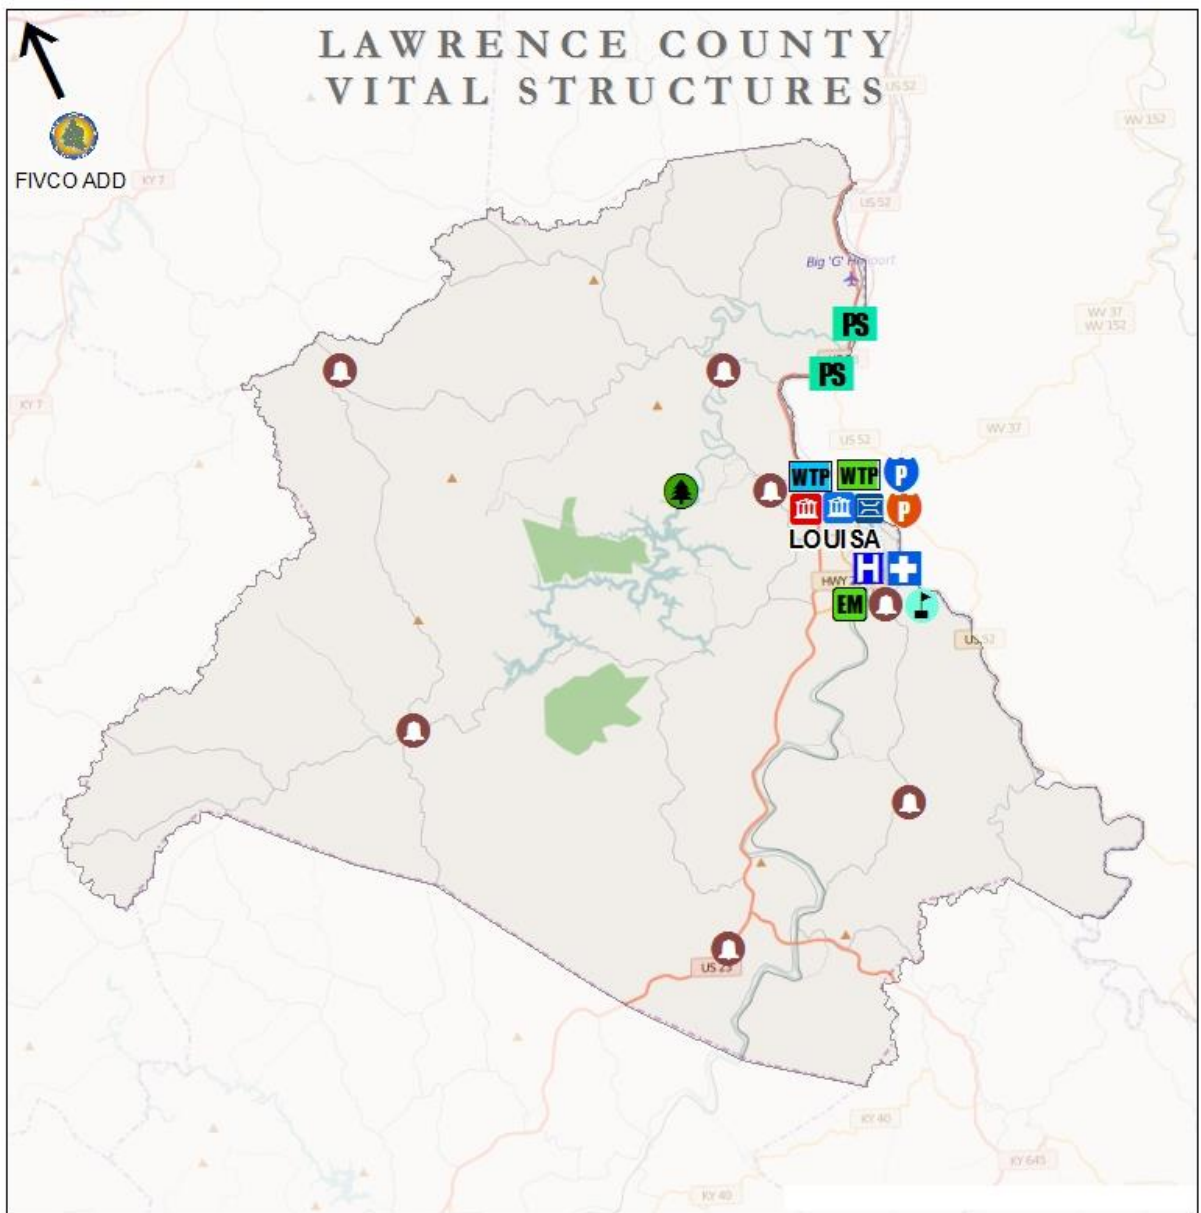 LAWRENCE COUNTY
VITAL STRUCTURES
US 52
WV 152
FIVCO ADD
KY 7
US 52
Big 'G' Heliport
WV 37
WV 152
PS
PS
KY 7
WV 37
US 52
WTP
WTP
P
P
LOUISA
H
HWY 2
EM
US 52
US 23
KY 40
KY 645
KY 40